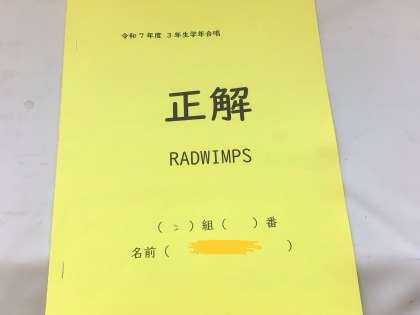 令和7年度 3年生学年合唱
正解
RADWIMPS
( 2 )組( )番
名前( )